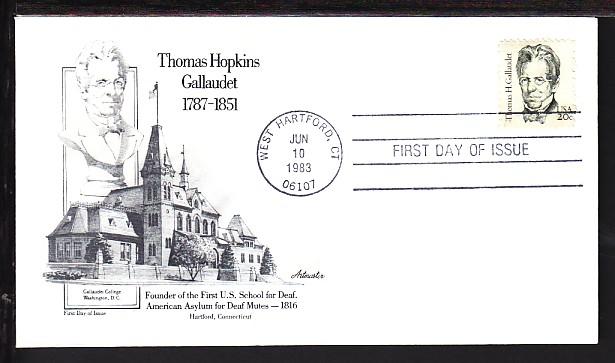 Thomas Hopkins
Gallaudet
1787-1851
Thomas H. Gallaudet
USA
20c
WEST HARTFORD, CT
JUN
10
1983
06107
FIRST DAY OF ISSUE
Artmaster
Gallaudet College
Washington, D.C.
First Day of Issue
Founder of the First U.S. School for Deaf.
American Asylum for Deaf Mutes — 1816
Hartford, Connecticut